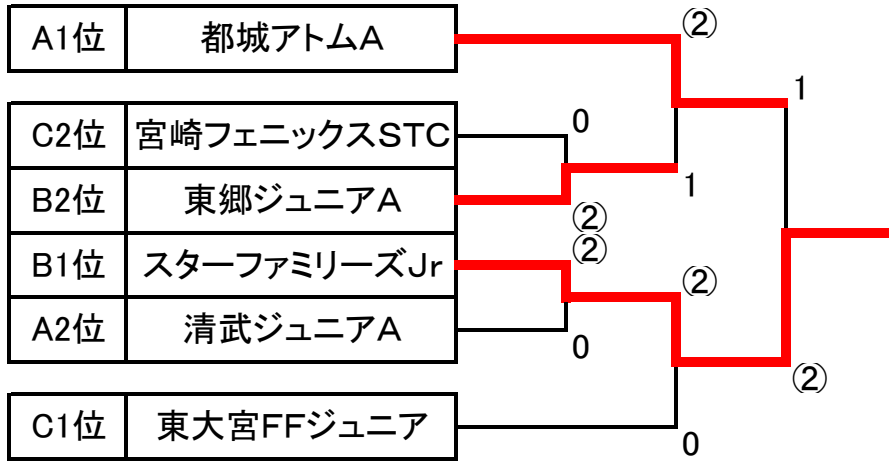 A1位 都城アトムA ②
1
C2位 宮崎フェニックスSTC 0
B2位 東郷ジュニアA ② 1
B1位 スターファミリーズJr ② ②
A2位 清武ジュニアA 0 ②
C1位 東大宮FFジュニア 0